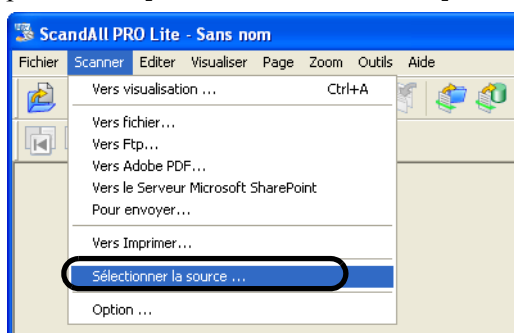 ScandAll PRO Lite - Sans nom
Fichier Scanner Editer Visualiser Page Zoom Outils Aide
Vers visualisation ... Ctrl+A
Vers fichier...
Vers Ftp...
Vers Adobe PDF...
Vers le Serveur Microsoft SharePoint
Pour envoyer...
Vers Imprimer...
Sélectionner la source ...
Option ...